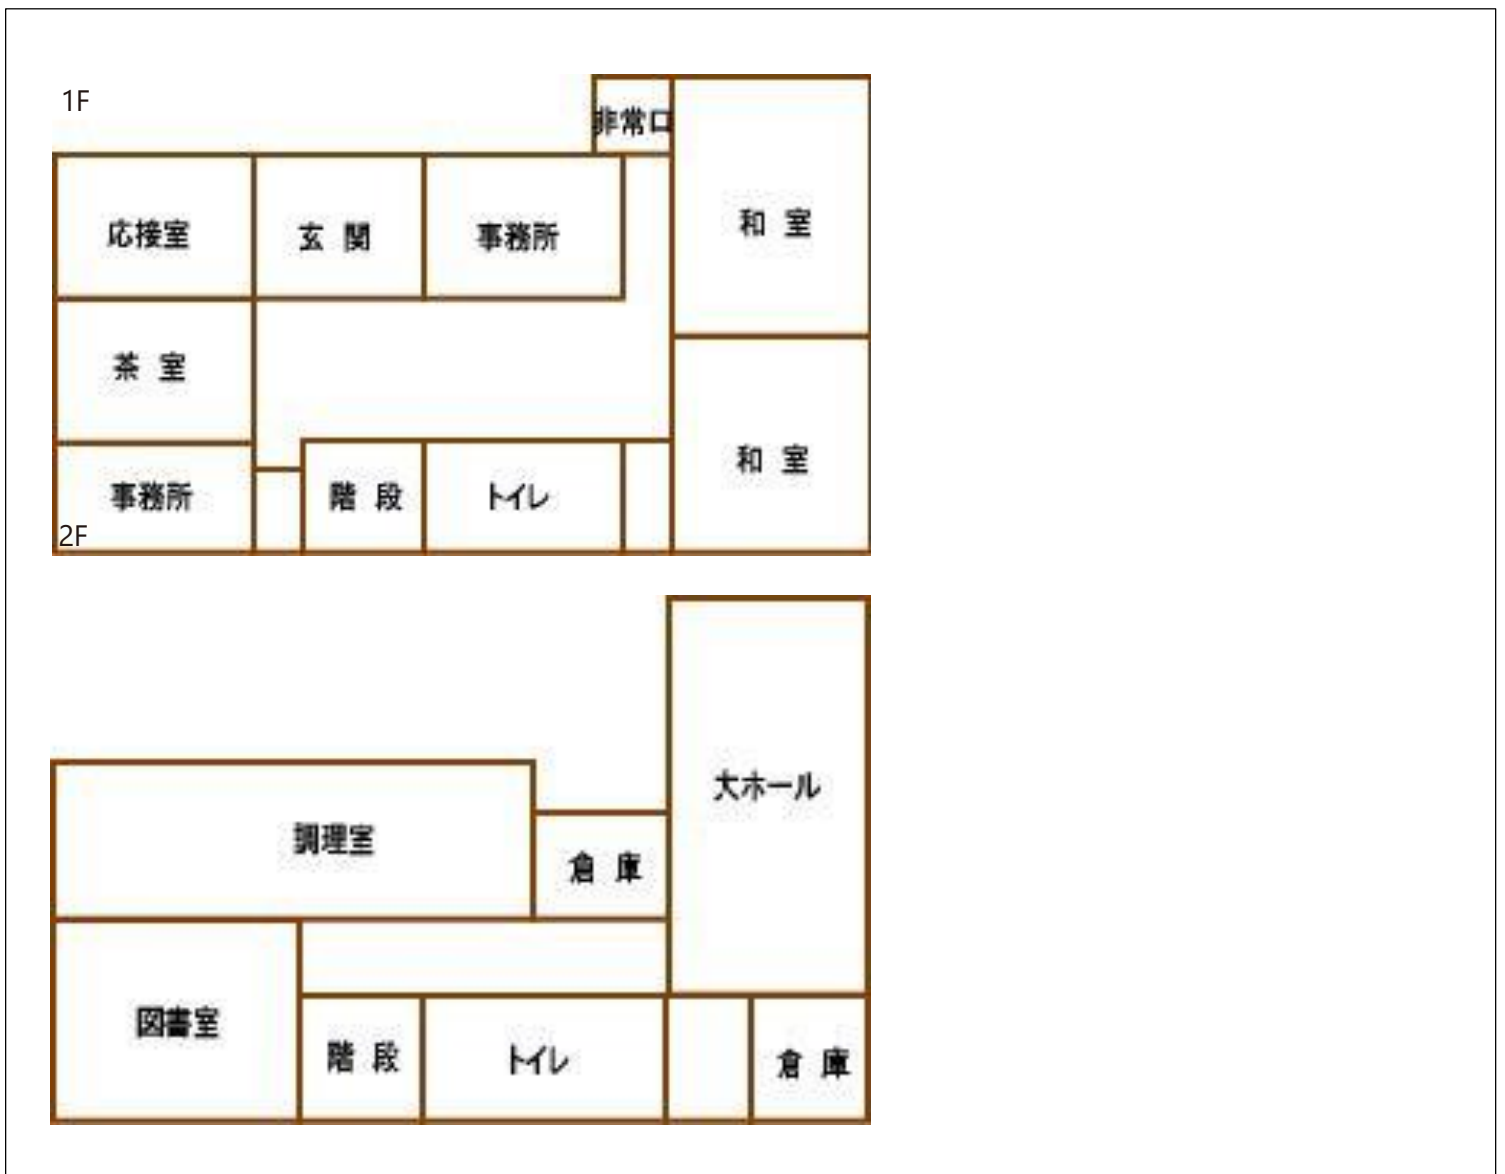 1F
非常口
応接室
玄 関
事務所
和 室
茶 室
和 室
事務所
階 段
トイレ
2F
大ホール
調理室
倉 庫
図書室
階 段
トイレ
倉 庫